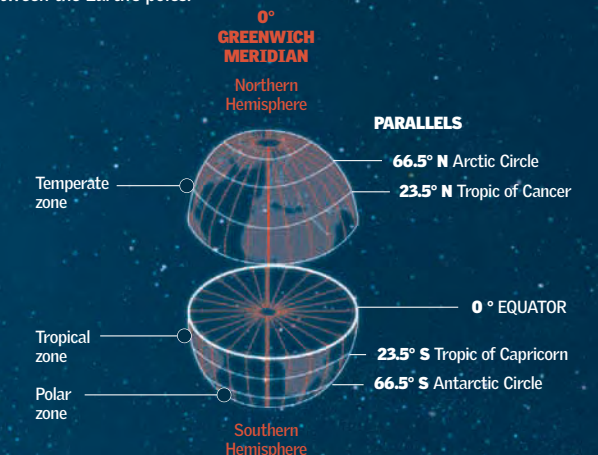 0°
GREENWICH
MERIDIAN
Northern
Hemisphere
PARALLELS
66.5° N Arctic Circle
23.5° N Tropic of Cancer
Temperate
zone
0 ° EQUATOR
Tropical
zone
23.5° S Tropic of Capricorn
66.5° S Antarctic Circle
Polar
zone
Southern
Hemisphere